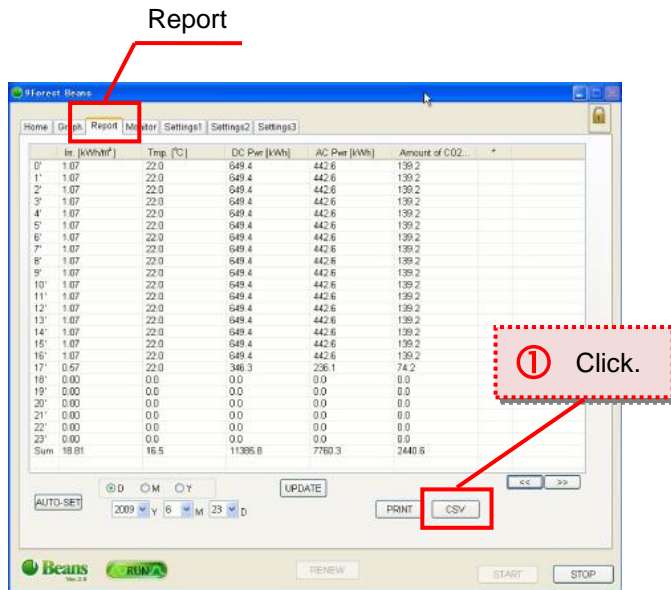 Report
9Forest Beans
Home Graph Report Monitor Settings1 Settings2 Settings3
Irr. [kWh/m²] Tmp. [℃] DC Pwr [kWh] AC Pwr [kWh] Amount of CO2... *
0' 1.07 22.0 649.4 442.6 139.2
1' 1.07 22.0 649.4 442.6 139.2
2' 1.07 22.0 649.4 442.6 139.2
3' 1.07 22.0 649.4 442.6 139.2
4' 1.07 22.0 649.4 442.6 139.2
5' 1.07 22.0 649.4 442.6 139.2
6' 1.07 22.0 649.4 442.6 139.2
7' 1.07 22.0 649.4 442.6 139.2
8' 1.07 22.0 649.4 442.6 139.2
9' 1.07 22.0 649.4 442.6 139.2
10' 1.07 22.0 649.4 442.6 139.2
11' 1.07 22.0 649.4 442.6 139.2
12' 1.07 22.0 649.4 442.6 139.2
13' 1.07 22.0 649.4 442.6 139.2
14' 1.07 22.0 649.4 442.6 139.2
15' 1.07 22.0 649.4 442.6 139.2
16' 1.07 22.0 649.4 442.6 139.2
17' 0.57 22.0 346.3 236.1 74.2
18' 0.00 0.0 0.0 0.0 0.0
19' 0.00 0.0 0.0 0.0 0.0
20' 0.00 0.0 0.0 0.0 0.0
21' 0.00 0.0 0.0 0.0 0.0
22' 0.00 0.0 0.0 0.0 0.0
23' 0.00 0.0 0.0 0.0 0.0
Sum 18.81 16.5 11385.8 7760.3 2440.6
① Click.
<< >>
D M Y UPDATE
AUTO-SET 2009 Y 6 M 23 D PRINT CSV
Beans RUN RENEW START STOP
Ver.2.0